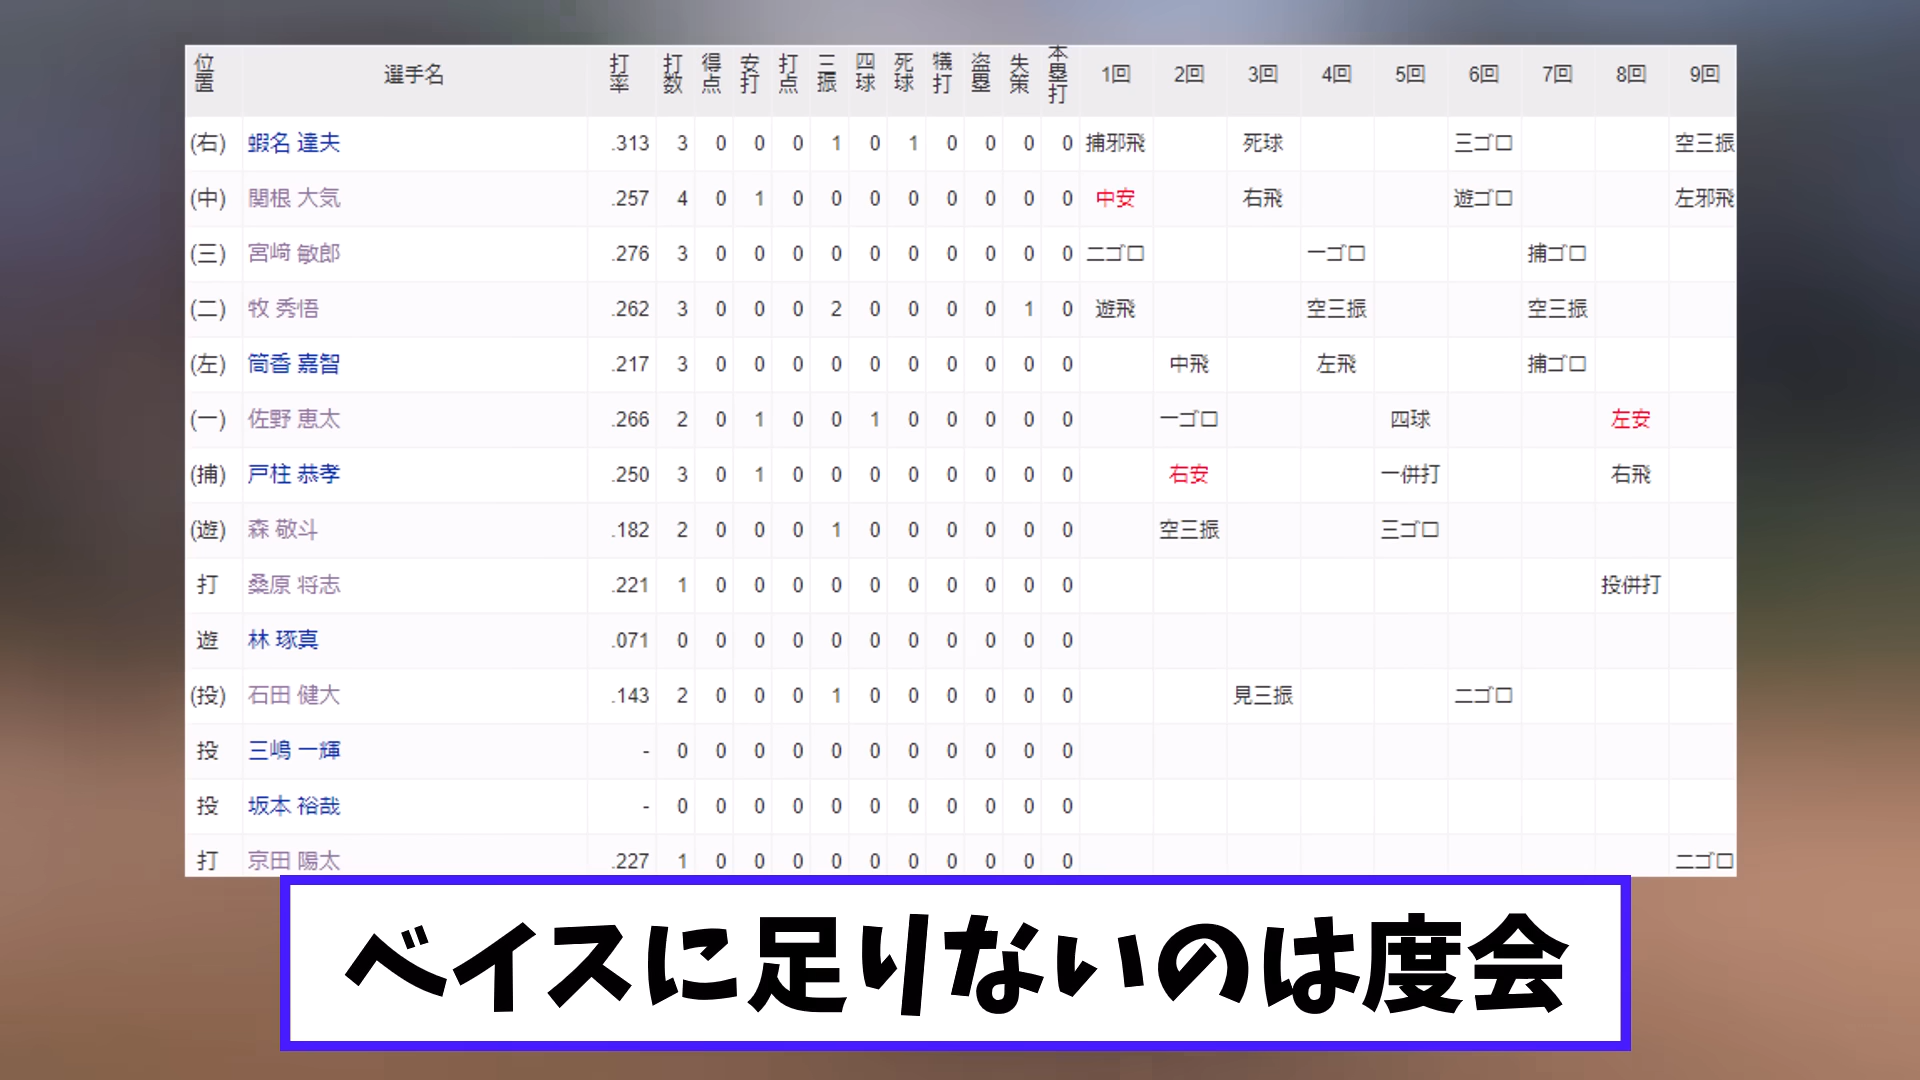 位置 選手名 打率 打数 得点 安打 打点 三振 四球 死球 犠打 盗塁 失策 本塁打 1回 2回 3回 4回 5回 6回 7回 8回 9回
(右) 蝦名 達夫 .313 3 0 0 0 1 0 1 0 0 0 0 捕邪飛 死球 三ゴロ 空三振
(中) 関根 大気 .257 4 0 1 0 0 0 0 0 0 0 0 中安 右飛 遊ゴロ 左邪飛
(三) 宮﨑 敏郎 .276 3 0 0 0 0 0 0 0 0 0 0 二ゴロ 一ゴロ 捕ゴロ
(二) 牧 秀悟 .262 3 0 0 0 2 0 0 0 0 1 0 遊飛 空三振 空三振
(左) 筒香 嘉智 .217 3 0 0 0 0 0 0 0 0 0 0 中飛 左飛 捕ゴロ
(一) 佐野 恵太 .266 2 0 1 0 0 1 0 0 0 0 0 一ゴロ 四球 左安
(捕) 戸柱 恭孝 .250 3 0 1 0 0 0 0 0 0 0 0 右安 一併打 右飛
(遊) 森 敬斗 .182 2 0 0 0 1 0 0 0 0 0 0 空三振 三ゴロ
打 桑原 将志 .221 1 0 0 0 0 0 0 0 0 0 0 投併打
遊 林 琢真 .071 0 0 0 0 0 0 0 0 0 0 0
(投) 石田 健大 .143 2 0 0 0 1 0 0 0 0 0 0 見三振 二ゴロ
投 三嶋 一輝 - 0 0 0 0 0 0 0 0 0 0 0
投 坂本 裕哉 - 0 0 0 0 0 0 0 0 0 0 0
打 京田 陽太 .227 1 0 0 0 0 0 0 0 0 0 0 二ゴロ
ベイスに足りないのは度会